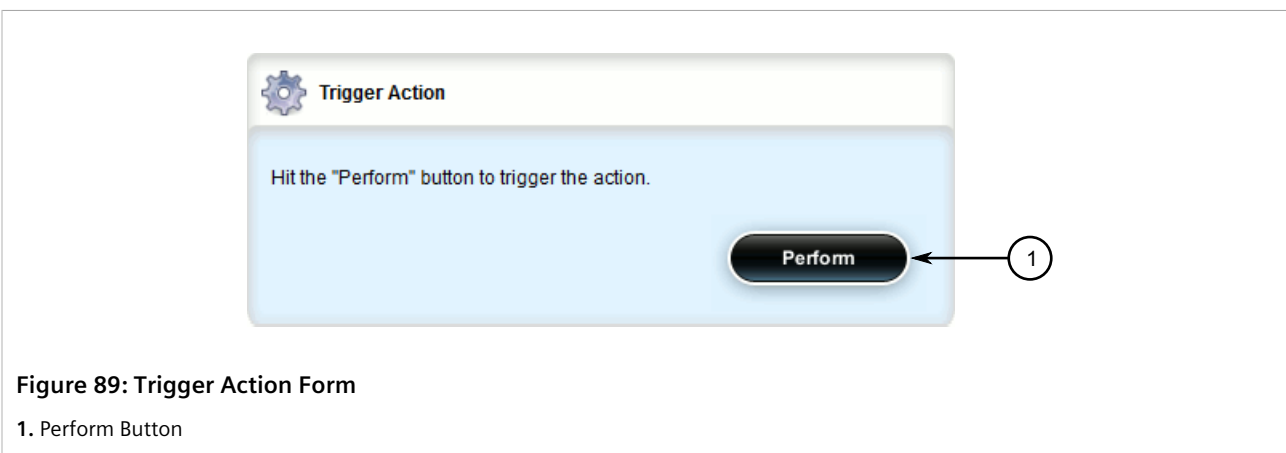 Trigger Action
Hit the "Perform" button to trigger the action.
Perform
1
Figure 89: Trigger Action Form
1. Perform Button